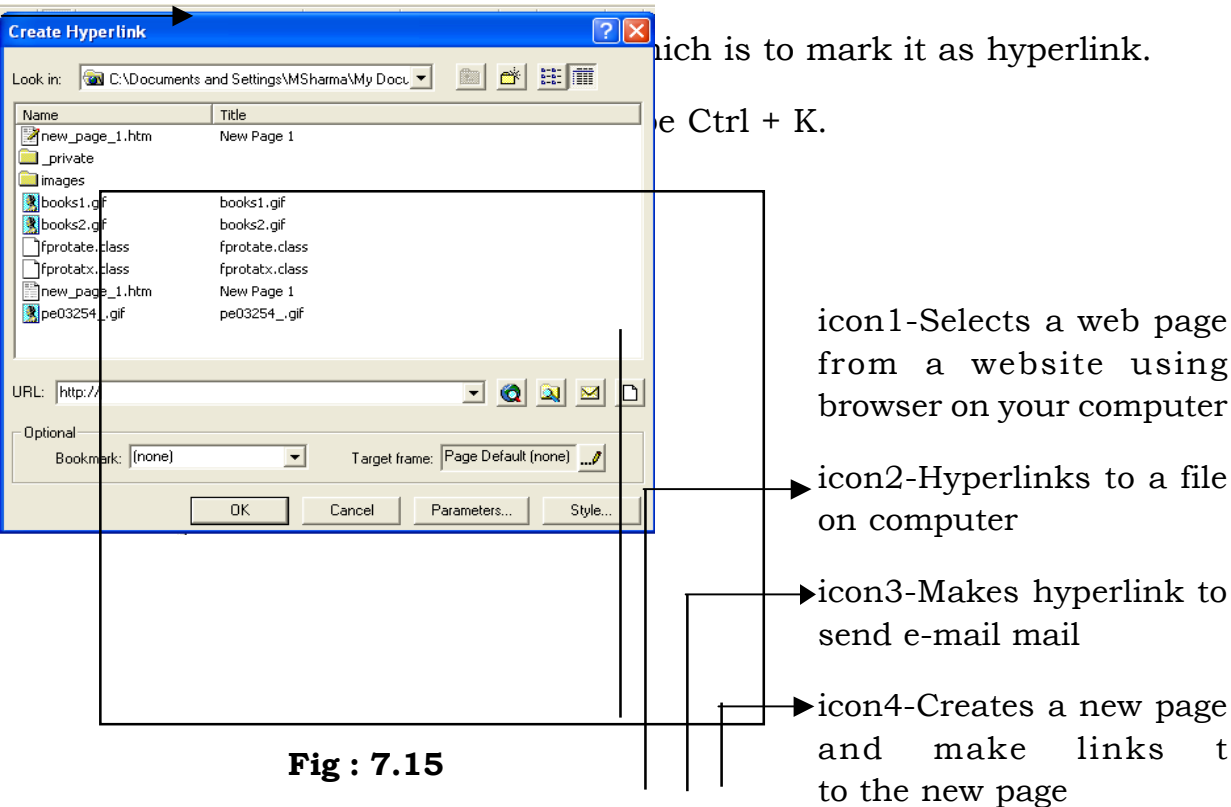 Create Hyperlink
hich is to mark it as hyperlink.
Look in: C:\Documents and Settings\MSharma\My Docu
e Ctrl + K.
Name Title
new_page_1.htm New Page 1
_private
images
books1.gif books1.gif
books2.gif books2.gif
fprotate.class fprotate.class
fprotatx.class fprotatx.class
new_page_1.htm New Page 1
pe03254_.gif pe03254_.gif
URL: http://
Optional
Bookmark: (none) Target frame: Page Default (none)
OK Cancel Parameters... Style...
icon1-Selects a web page
from a website using
browser on your computer
icon2-Hyperlinks to a file
on computer
icon3-Makes hyperlink to
send e-mail mail
icon4-Creates a new page
and make links t
to the new page
Fig : 7.15